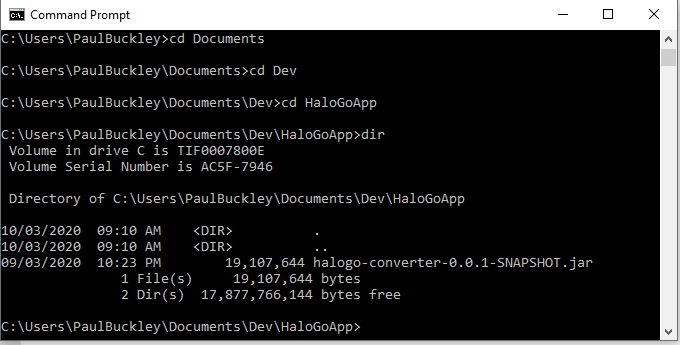 Command Prompt
C:\Users\PaulBuckley>cd Documents
C:\Users\PaulBuckley\Documents>cd Dev
C:\Users\PaulBuckley\Documents\Dev>cd HaloGoApp
C:\Users\PaulBuckley\Documents\Dev\HaloGoApp>dir
 Volume in drive C is TIF0007800E
 Volume Serial Number is AC5F-7946
 Directory of C:\Users\PaulBuckley\Documents\Dev\HaloGoApp
10/03/2020  09:10 AM    <DIR>          .
10/03/2020  09:10 AM    <DIR>          ..
09/03/2020  10:23 PM        19,107,644 halogo-converter-0.0.1-SNAPSHOT.jar
               1 File(s)     19,107,644 bytes
               2 Dir(s)  17,877,766,144 bytes free
C:\Users\PaulBuckley\Documents\Dev\HaloGoApp>